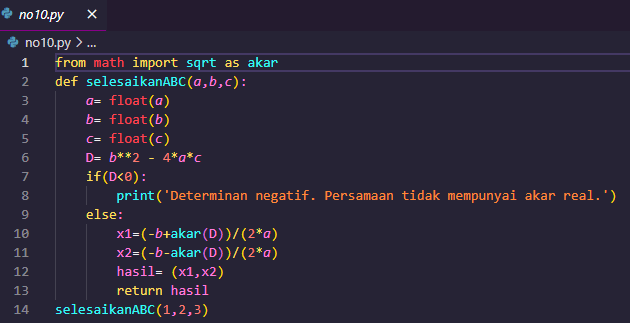 no10.py
no10.py > ...
1 from math import sqrt as akar
2 def selesaikanABC(a,b,c):
3     a= float(a)
4     b= float(b)
5     c= float(c)
6     D= b**2 - 4*a*c
7     if(D<0):
8         print('Determinan negatif. Persamaan tidak mempunyai akar real.')
9     else:
10         x1=(-b+akar(D))/(2*a)
11         x2=(-b-akar(D))/(2*a)
12         hasil= (x1,x2)
13         return hasil
14 selesaikanABC(1,2,3)